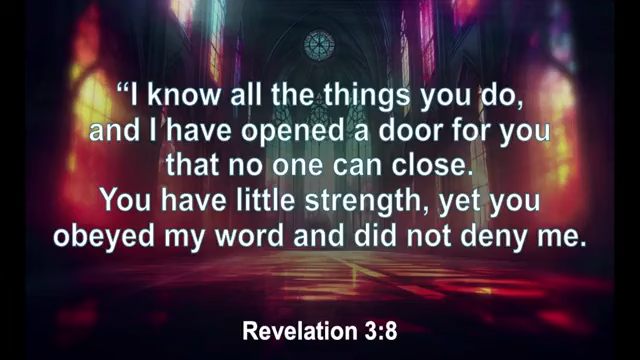 “I know all the things you do,
and I have opened a door for you
that no one can close.
You have little strength, yet you
obeyed my word and did not deny me.
Revelation 3:8